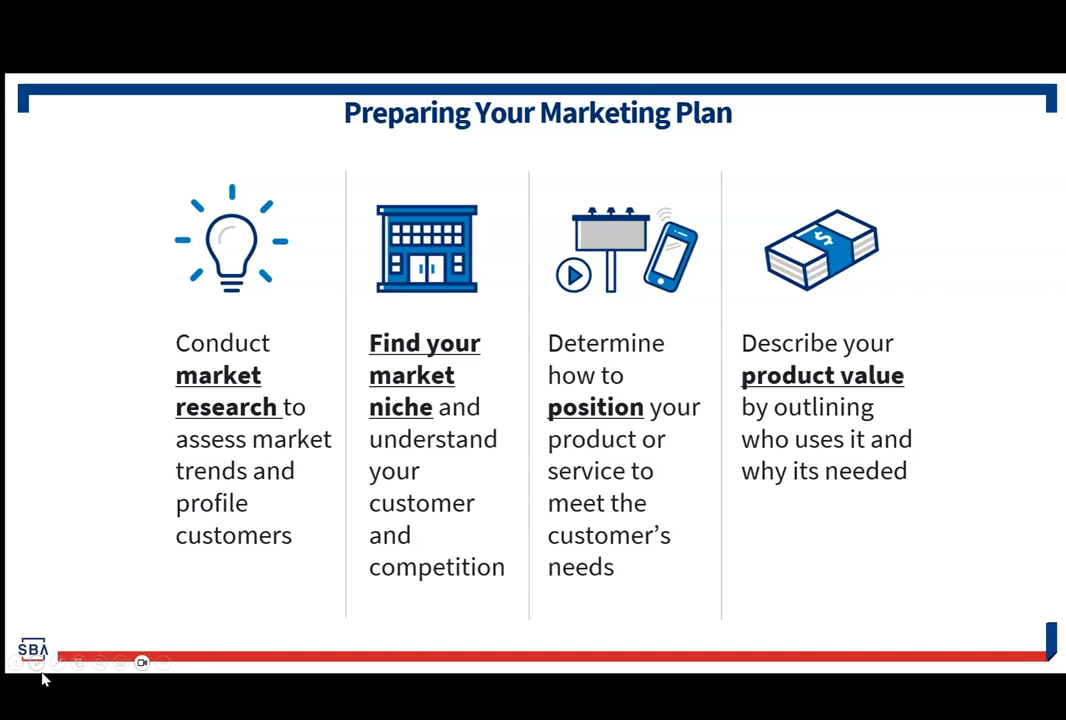 Preparing Your Marketing Plan
Conduct
market
research to
assess market
trends and
profile
customers
Find your
market
niche and
understand
your
customer
and
competition
Determine
how to
position your
product or
service to
meet the
customer’s
needs
$
Describe your
product value
by outlining
who uses it and
why its needed
SBA